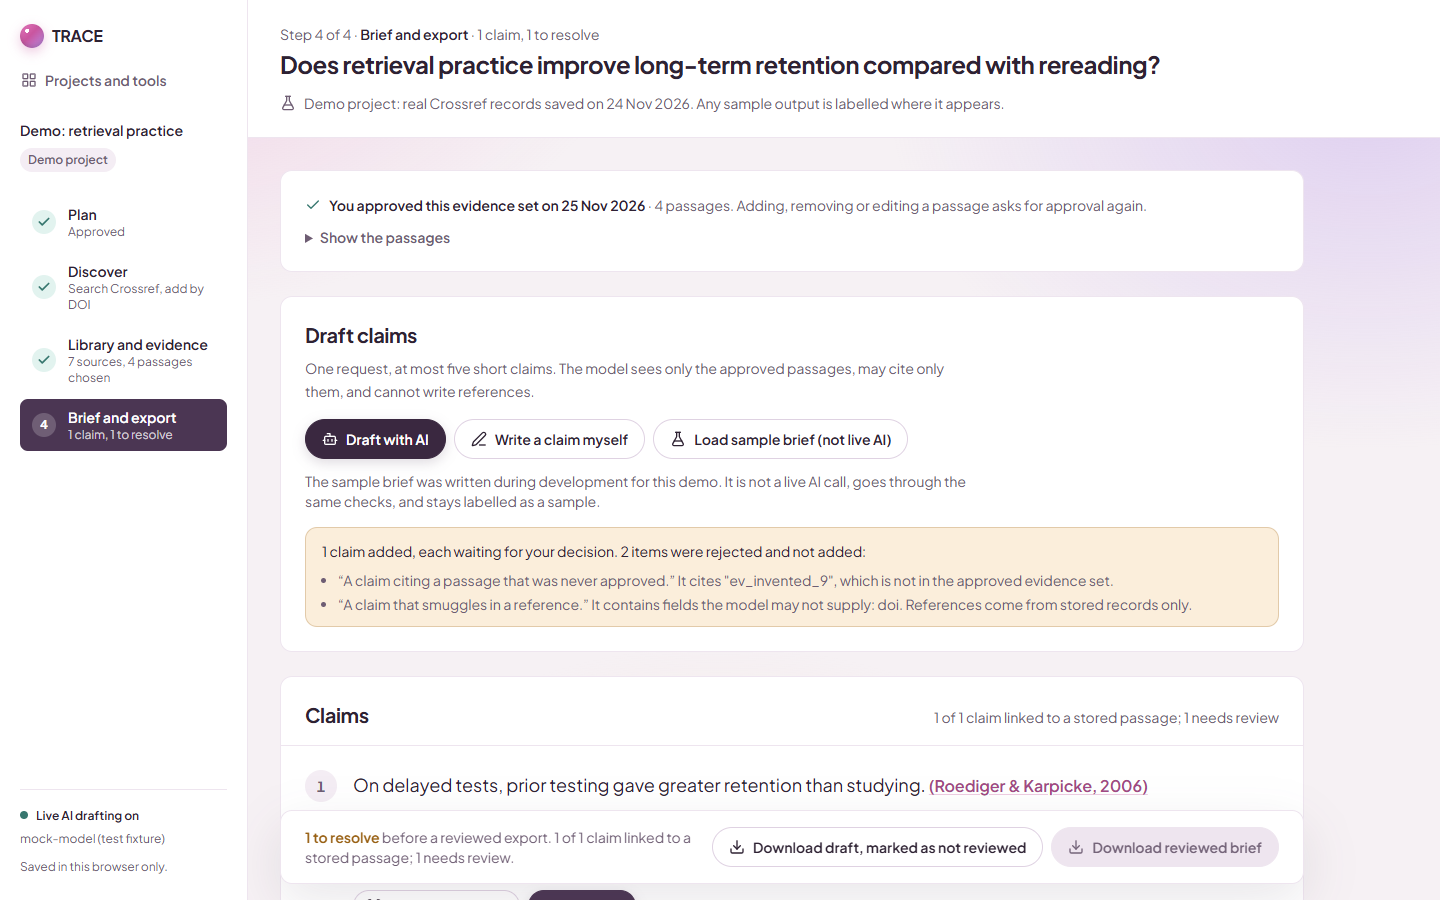 TRACE
Projects and tools
Demo: retrieval practice
Demo project
Plan
Approved
Discover
Search Crossref, add by
DOI
Library and evidence
7 sources, 4 passages
chosen
4
Brief and export
1 claim, 1 to resolve
Live AI drafting on
mock-model (test fixture)
Saved in this browser only.
Step 4 of 4 · Brief and export · 1 claim, 1 to resolve
Does retrieval practice improve long-term retention compared with rereading?
Demo project: real Crossref records saved on 24 Nov 2026. Any sample output is labelled where it appears.
You approved this evidence set on 25 Nov 2026 · 4 passages. Adding, removing or editing a passage asks for approval again.
Show the passages
Draft claims
One request, at most five short claims. The model sees only the approved passages, may cite only
them, and cannot write references.
Draft with AI
Write a claim myself
Load sample brief (not live AI)
The sample brief was written during development for this demo. It is not a live AI call, goes through the
same checks, and stays labelled as a sample.
1 claim added, each waiting for your decision. 2 items were rejected and not added:
“A claim citing a passage that was never approved.” It cites "ev_invented_9", which is not in the approved evidence set.
“A claim that smuggles in a reference.” It contains fields the model may not supply: doi. References come from stored records only.
Claims
1 of 1 claim linked to a stored passage; 1 needs review
1
On delayed tests, prior testing gave greater retention than studying. (Roediger & Karpicke, 2006)
1 to resolve before a reviewed export. 1 of 1 claim linked to a
stored passage; 1 needs review.
Download draft, marked as not reviewed
Download reviewed brief